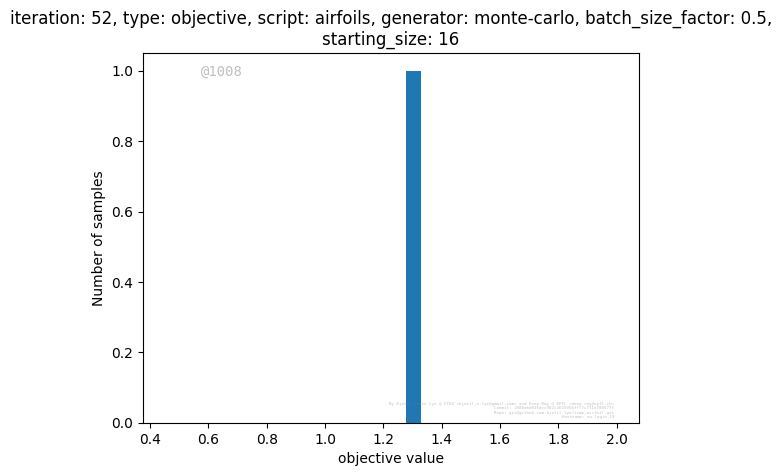 iteration: 52, type: objective, script: airfoils, generator: monte-carlo, batch_size_factor: 0.5,
starting_size: 16
@1008
1.0
0.8
0.6
0.4
0.2
0.0
Number of samples
0.4 0.6 0.8 1.0 1.2 1.4 1.6 1.8 2.0
objective value